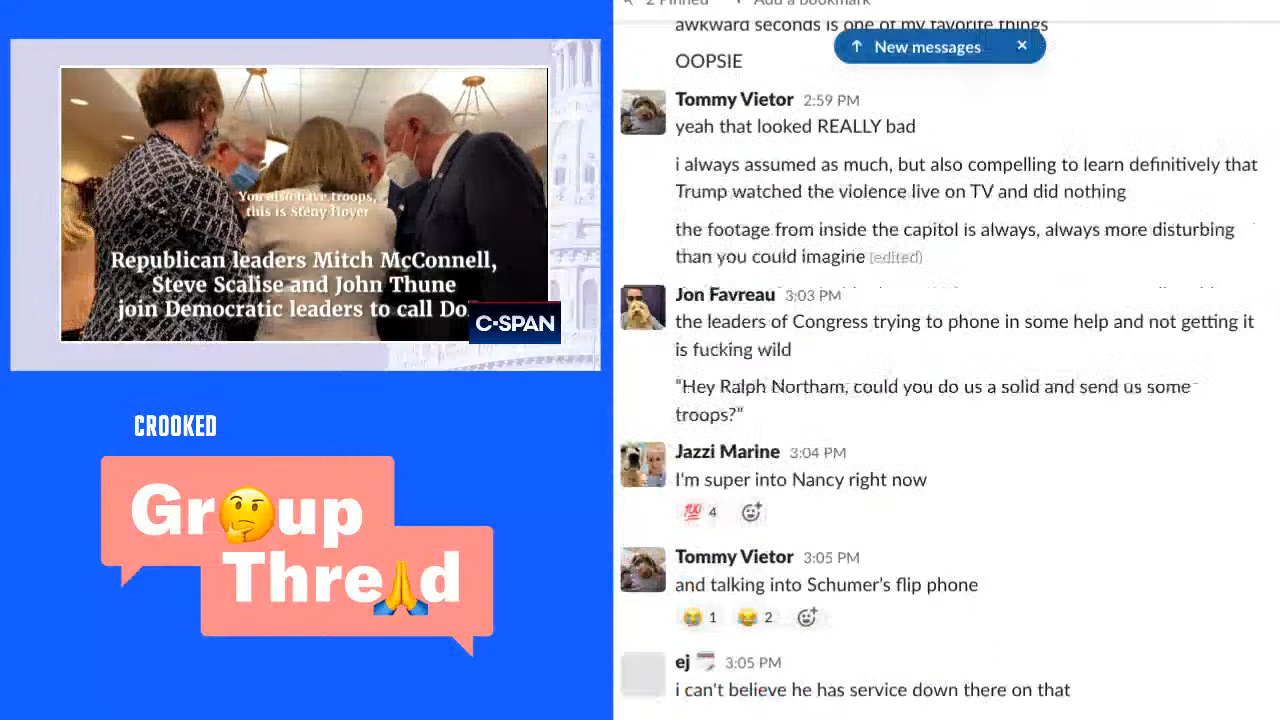 You also have troops,
this is Steny Hoyer
Republican leaders Mitch McConnell,
Steve Scalise and John Thune
join Democratic leaders to call Do
C-SPAN
CROOKED
Group
Thread
2 Pinned
Add a bookmark
awkward seconds is one of my favorite things
New messages
OOPSIE
Tommy Vietor 2:59 PM
yeah that looked REALLY bad
i always assumed as much, but also compelling to learn definitively that
Trump watched the violence live on TV and did nothing
the footage from inside the capitol is always, always more disturbing
than you could imagine (edited)
Jon Favreau 3:03 PM
the leaders of Congress trying to phone in some help and not getting it
is fucking wild
“Hey Ralph Northam, could you do us a solid and send us some
troops?“
Jazzi Marine 3:04 PM
I'm super into Nancy right now
💯 4
Tommy Vietor 3:05 PM
and talking into Schumer’s flip phone
1 2
ej 3:05 PM
i can't believe he has service down there on that